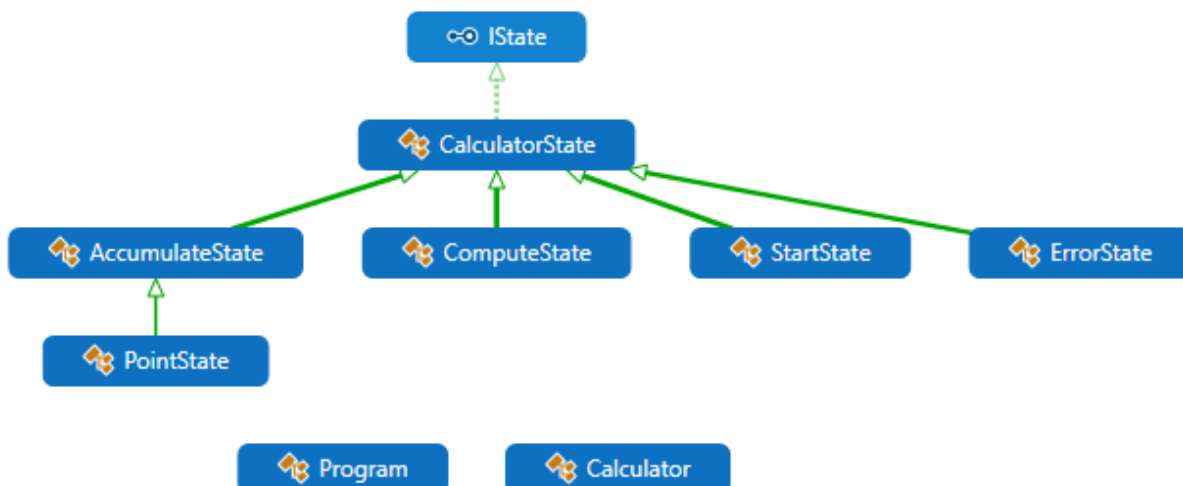 IState
CalculatorState
AccumulateState
ComputeState
StartState
ErrorState
PointState
Program
Calculator